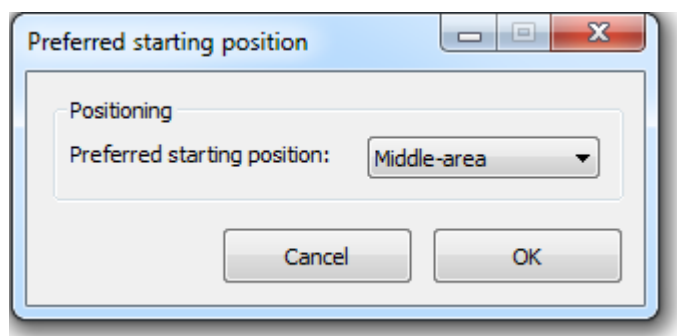 Preferred starting position
Positioning
Preferred starting position: Middle-area
Cancel OK